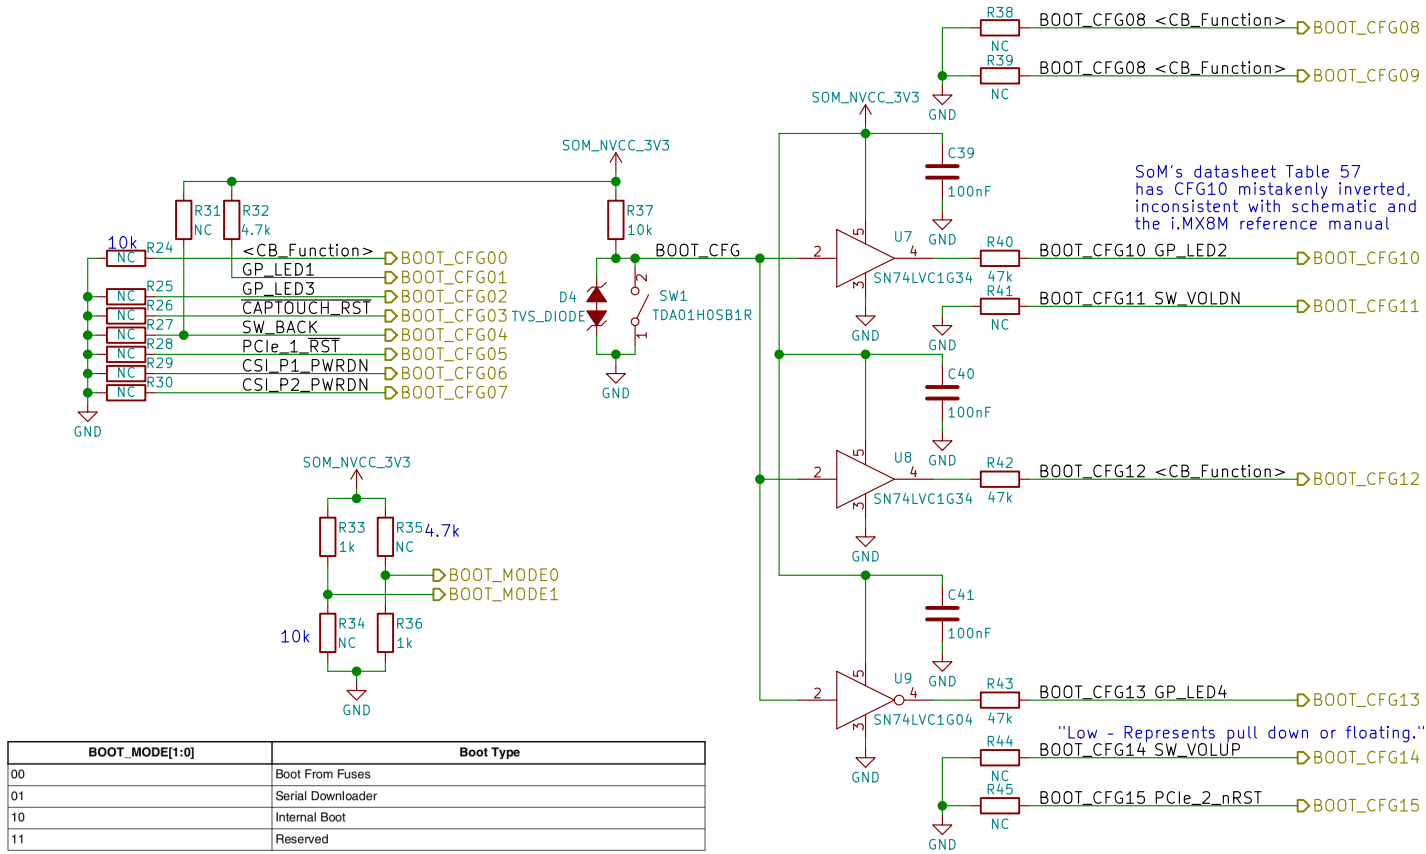 R38
BOOT_CFG08 <CB_Function>
BOOT_CFG08
NC
R39
BOOT_CFG08 <CB_Function>
BOOT_CFG09
NC
GND
SOM_NVCC_3V3
C39
100nF
GND
SoM's datasheet Table 57
has CFG10 mistakenly inverted,
inconsistent with schematic and
the i.MX8M reference manual
SOM_NVCC_3V3
R31
NC
R32
4.7k
R37
10k
10k
R24
NC
<CB_Function>
BOOT_CFG00
GP_LED1
BOOT_CFG01
R25
NC
GP_LED3
BOOT_CFG02
R26
NC
CAPTOUCH_RST
BOOT_CFG03
R27
NC
SW_BACK
BOOT_CFG04
R28
NC
PCIe_1_RST
BOOT_CFG05
R29
NC
CSI_P1_PWRDN
BOOT_CFG06
R30
NC
CSI_P2_PWRDN
BOOT_CFG07
GND
BOOT_CFG
D4
TVS_DIODE
2
SW1
TDA01H0SB1R
1
GND
2
5
U7
4
SN74LVC1G34
3
GND
R40
47k
BOOT_CFG10 GP_LED2
BOOT_CFG10
R41
NC
BOOT_CFG11 SW_VOLDN
BOOT_CFG11
GND
C40
100nF
GND
2
5
U8
4
SN74LVC1G34
3
GND
R42
47k
BOOT_CFG12 <CB_Function>
BOOT_CFG12
SOM_NVCC_3V3
R33
1k
R35
4.7k
NC
BOOT_MODE0
BOOT_MODE1
10k
R34
NC
R36
1k
GND
C41
100nF
GND
2
5
U9
4
SN74LVC1G04
3
GND
R43
47k
BOOT_CFG13 GP_LED4
BOOT_CFG13
"Low - Represents pull down or floating."
R44
NC
BOOT_CFG14 SW_VOLUP
BOOT_CFG14
R45
NC
BOOT_CFG15 PCIe_2_nRST
BOOT_CFG15
GND
BOOT_MODE[1:0] Boot Type
00 Boot From Fuses
01 Serial Downloader
10 Internal Boot
11 Reserved